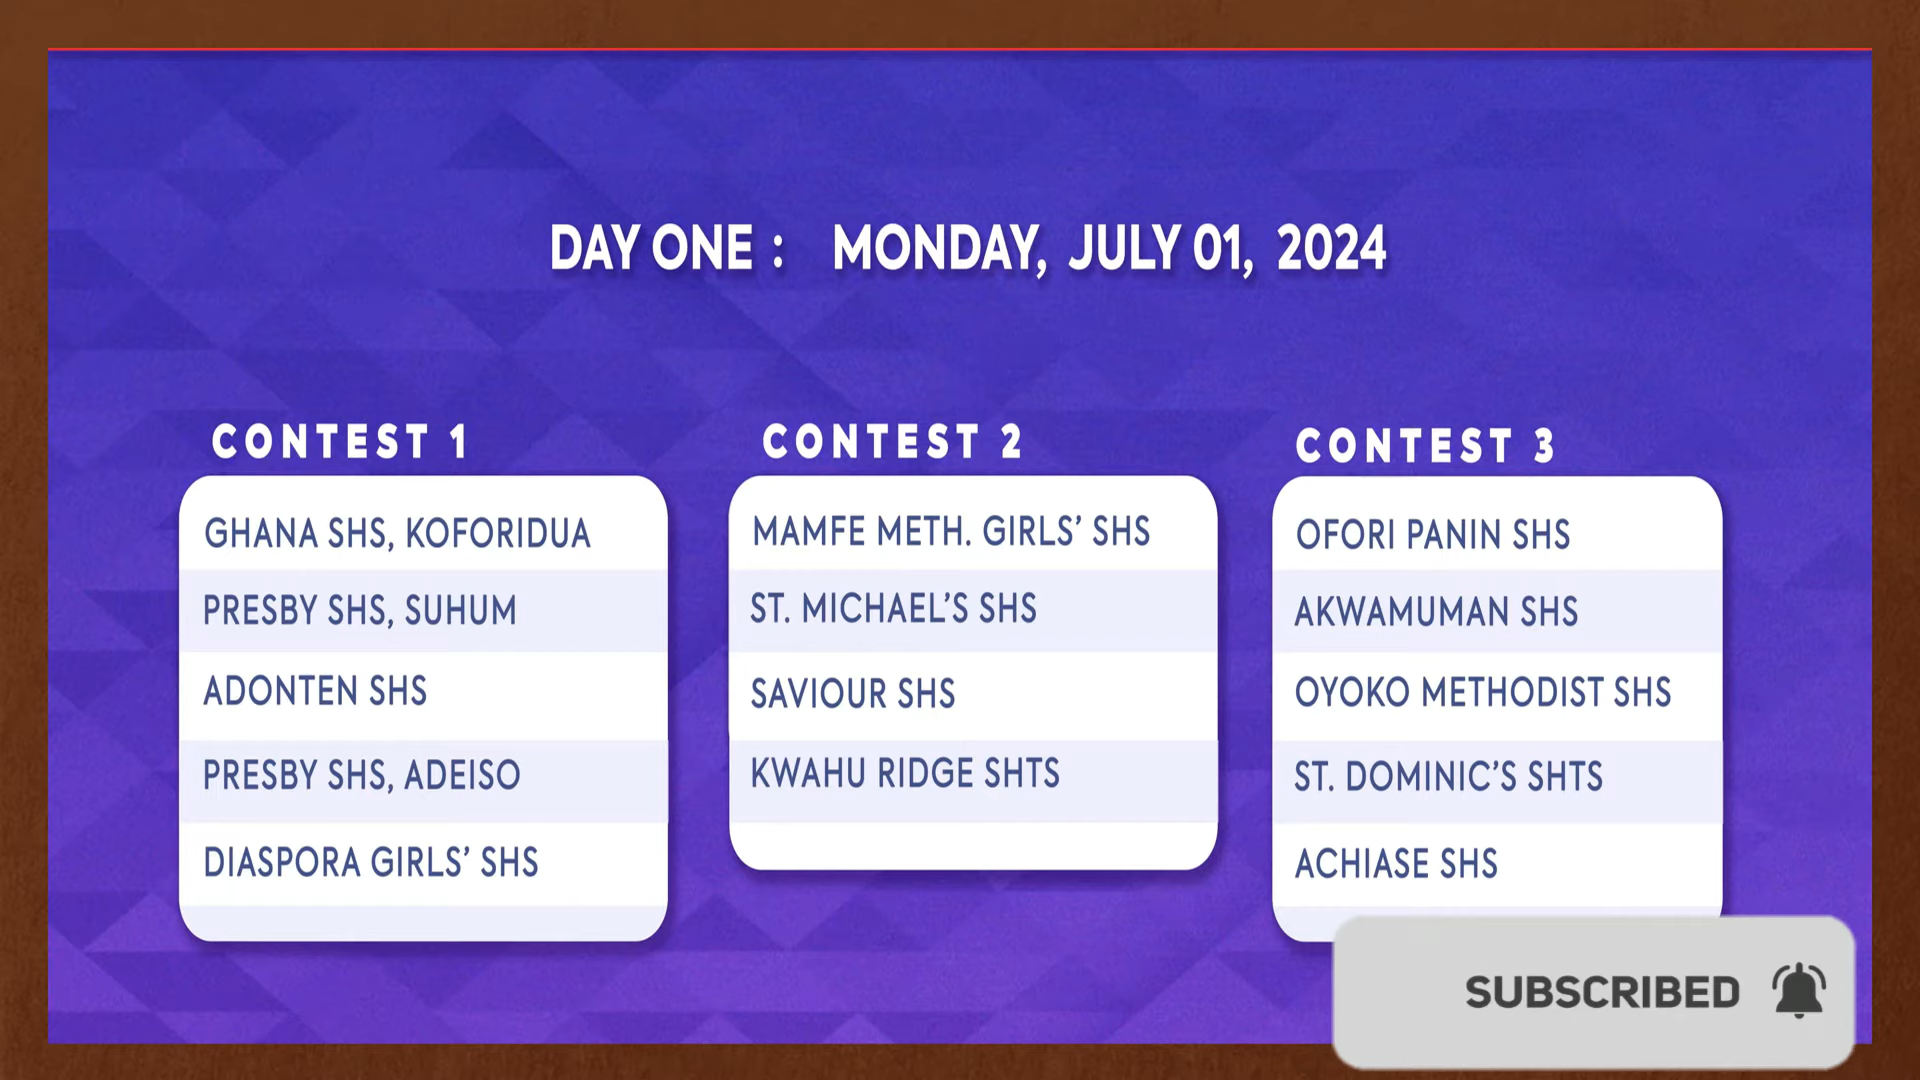 DAY ONE : MONDAY, JULY 01, 2024
CONTEST 1
GHANA SHS, KOFORIDUA
PRESBY SHS, SUHUM
ADONTEN SHS
PRESBY SHS, ADEISO
DIASPORA GIRLS’ SHS
CONTEST 2
MAMFE METH. GIRLS’ SHS
ST. MICHAEL’S SHS
SAVIOUR SHS
KWAHU RIDGE SHTS
CONTEST 3
OFORI PANIN SHS
AKWAMUMAN SHS
OYOKO METHODIST SHS
ST. DOMINIC’S SHTS
ACHIASE SHS
SUBSCRIBED